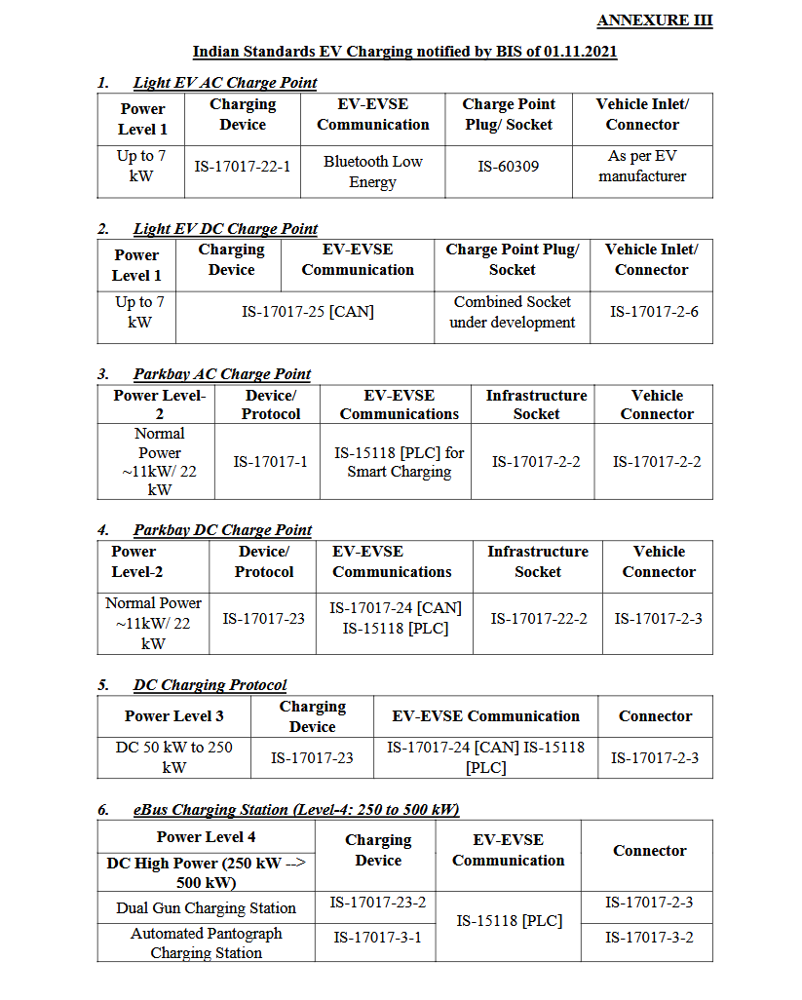 ANNEXURE III
Indian Standards EV Charging notified by BIS of 01.11.2021
1. Light EV AC Charge Point
Power Level 1
Charging Device
EV-EVSE Communication
Charge Point Plug/ Socket
Vehicle Inlet/ Connector
Up to 7 kW
IS-17017-22-1
Bluetooth Low Energy
IS-60309
As per EV manufacturer
2. Light EV DC Charge Point
Power Level 1
Charging Device
EV-EVSE Communication
Charge Point Plug/ Socket
Vehicle Inlet/ Connector
Up to 7 kW
IS-17017-25 [CAN]
Combined Socket under development
IS-17017-2-6
3. Parkbay AC Charge Point
Power Level-2
Device/ Protocol
EV-EVSE Communications
Infrastructure Socket
Vehicle Connector
Normal Power ~11kW/ 22 kW
IS-17017-1
IS-15118 [PLC] for Smart Charging
IS-17017-2-2
IS-17017-2-2
4. Parkbay DC Charge Point
Power Level-2
Device/ Protocol
EV-EVSE Communications
Infrastructure Socket
Vehicle Connector
Normal Power ~11kW/ 22 kW
IS-17017-23
IS-17017-24 [CAN]
IS-15118 [PLC]
IS-17017-22-2
IS-17017-2-3
5. DC Charging Protocol
Power Level 3
Charging Device
EV-EVSE Communication
Connector
DC 50 kW to 250 kW
IS-17017-23
IS-17017-24 [CAN] IS-15118 [PLC]
IS-17017-2-3
6. eBus Charging Station (Level-4: 250 to 500 kW)
Power Level 4
Charging Device
EV-EVSE Communication
Connector
DC High Power (250 kW --> 500 kW)
Dual Gun Charging Station
IS-17017-23-2
IS-15118 [PLC]
IS-17017-2-3
Automated Pantograph Charging Station
IS-17017-3-1
IS-17017-3-2